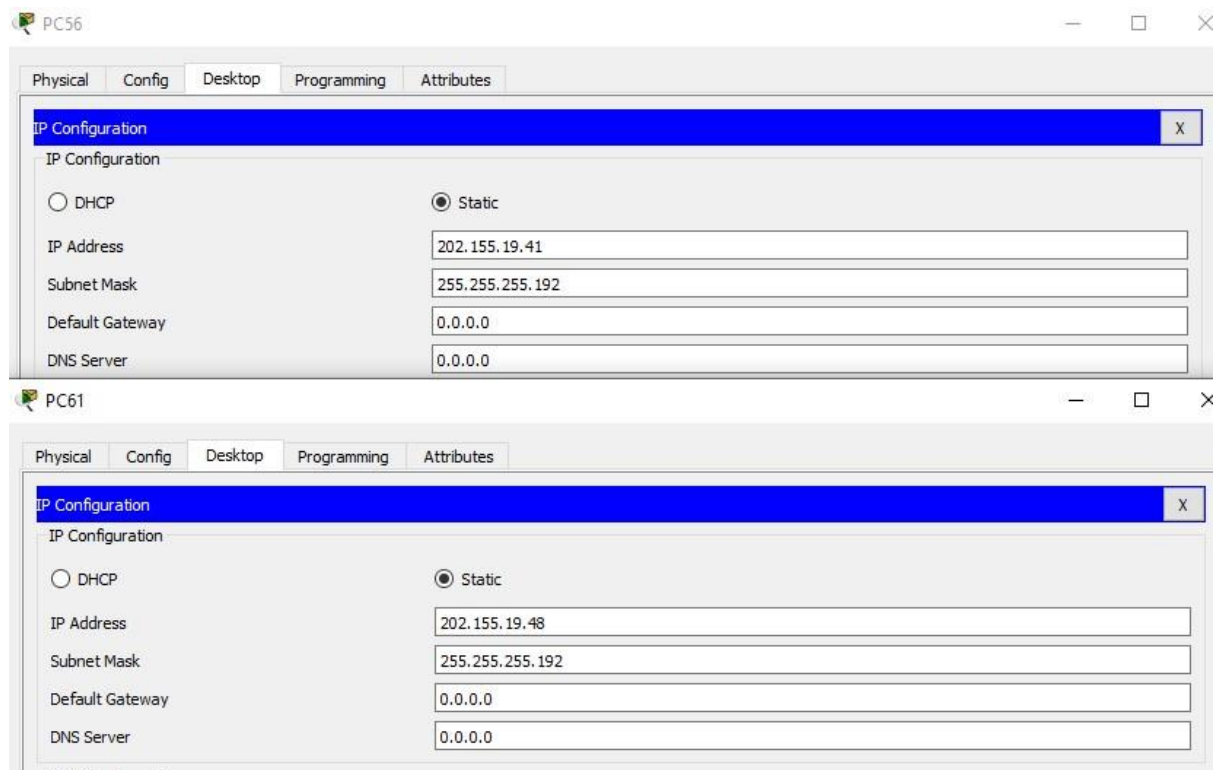 PC56
Physical Config Desktop Programming Attributes
IP Configuration X
IP Configuration
DHCP Static
IP Address 202.155.19.41
Subnet Mask 255.255.255.192
Default Gateway 0.0.0.0
DNS Server 0.0.0.0
PC61
Physical Config Desktop Programming Attributes
IP Configuration X
IP Configuration
DHCP Static
IP Address 202.155.19.48
Subnet Mask 255.255.255.192
Default Gateway 0.0.0.0
DNS Server 0.0.0.0